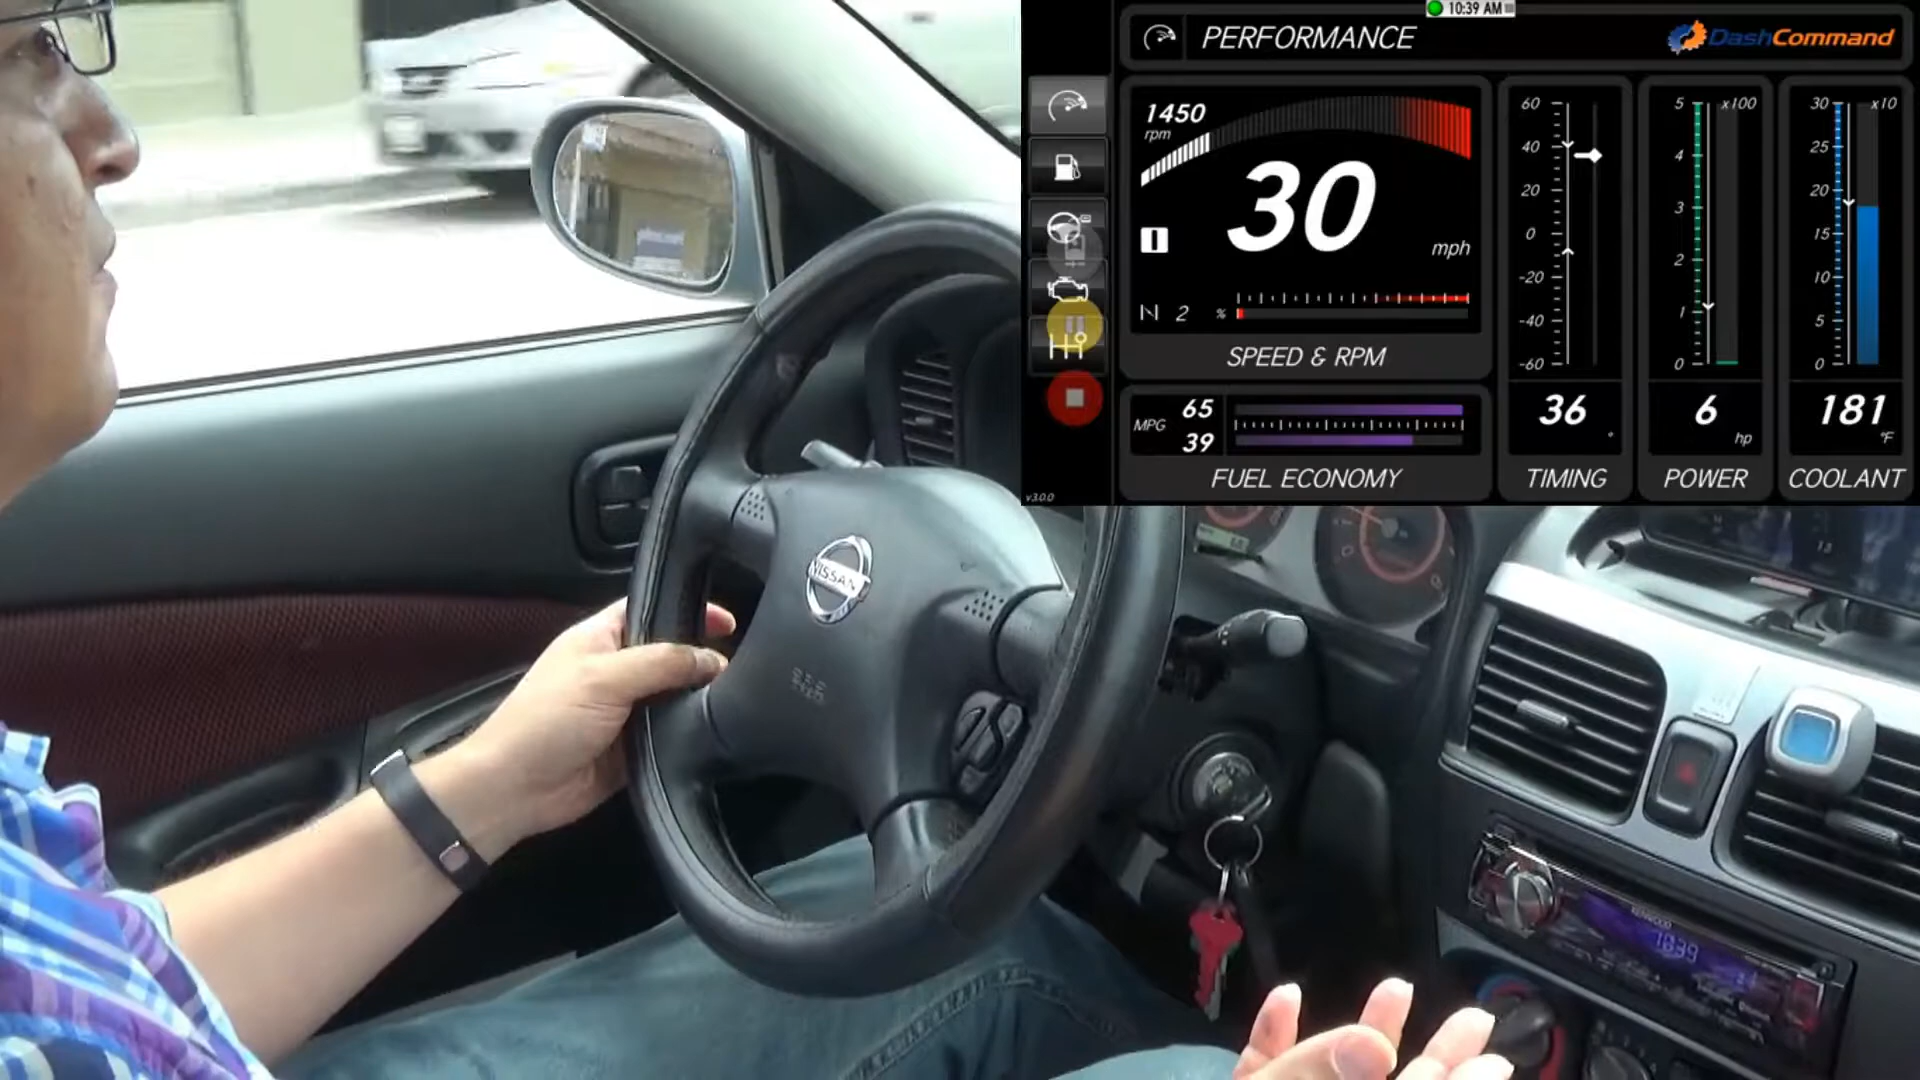 10:39 AM
PERFORMANCE
DashCommand
1450
rpm
30
mph
N 2 %
SPEED & RPM
MPG
65
39
FUEL ECONOMY
60
40
20
0
-20
-40
-60
36 °
TIMING
5 x100
4
3
2
1
0
6
hp
POWER
30 x10
25
20
15
10
5
0
181
°F
COOLANT
v3.0.0
NISSAN
SRS
KENWOOD